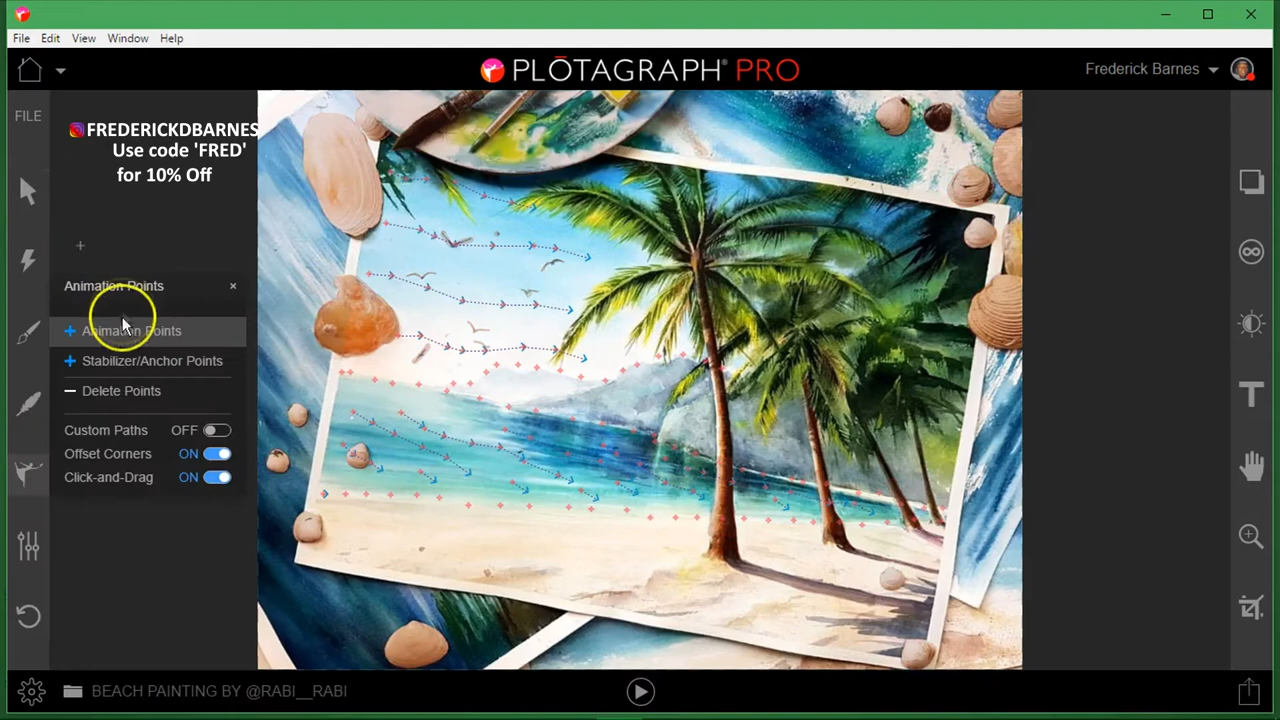 File Edit View Window Help
PLŌTAGRAPH® PRO
Frederick Barnes
FILE
FREDERICKDBARNES
Use code 'FRED'
for 10% Off
Animation Points
Animation Points
Stabilizer/Anchor Points
Delete Points
Custom Paths OFF
Offset Corners ON
Click-and-Drag ON
BEACH PAINTING BY @RABI__RABI